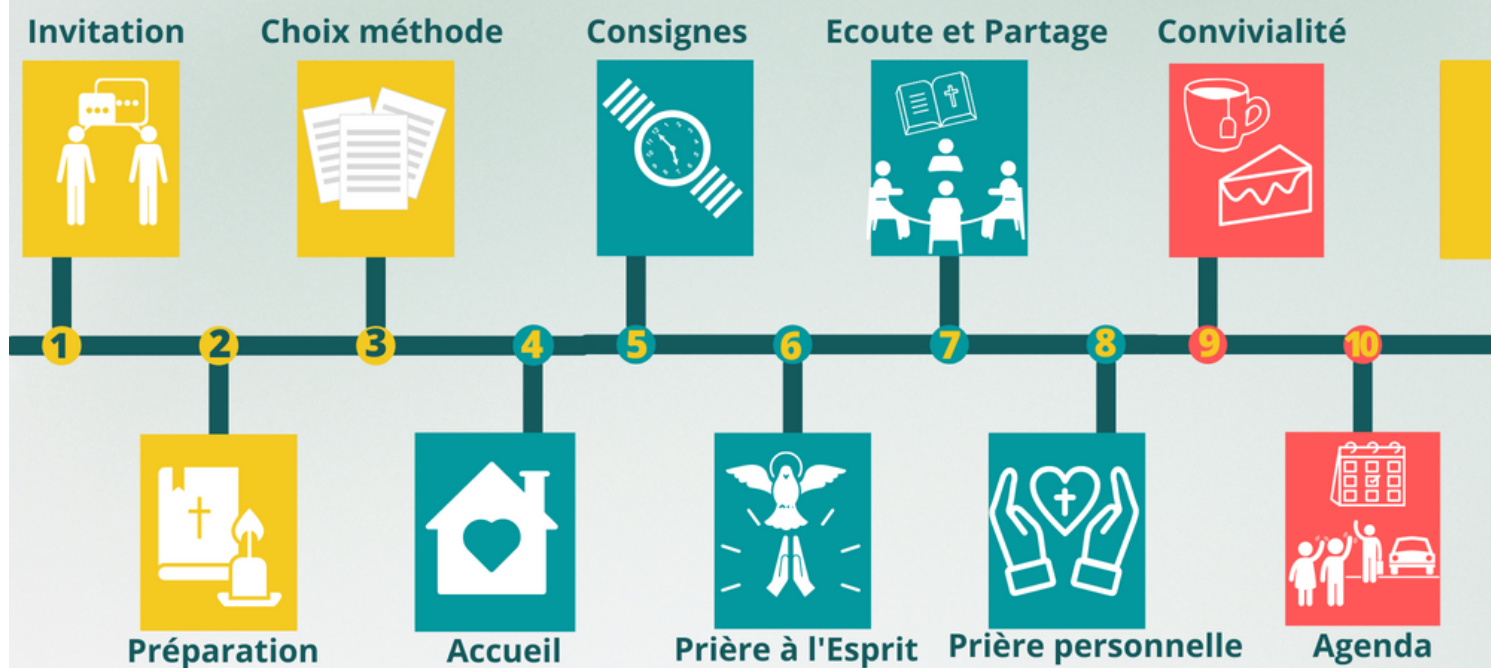 Invitation
Choix méthode
Consignes
Ecoute et Partage
Convivialité
1
2
3
4
5
6
7
8
9
10
Préparation
Accueil
Prière à l'Esprit
Prière personnelle
Agenda